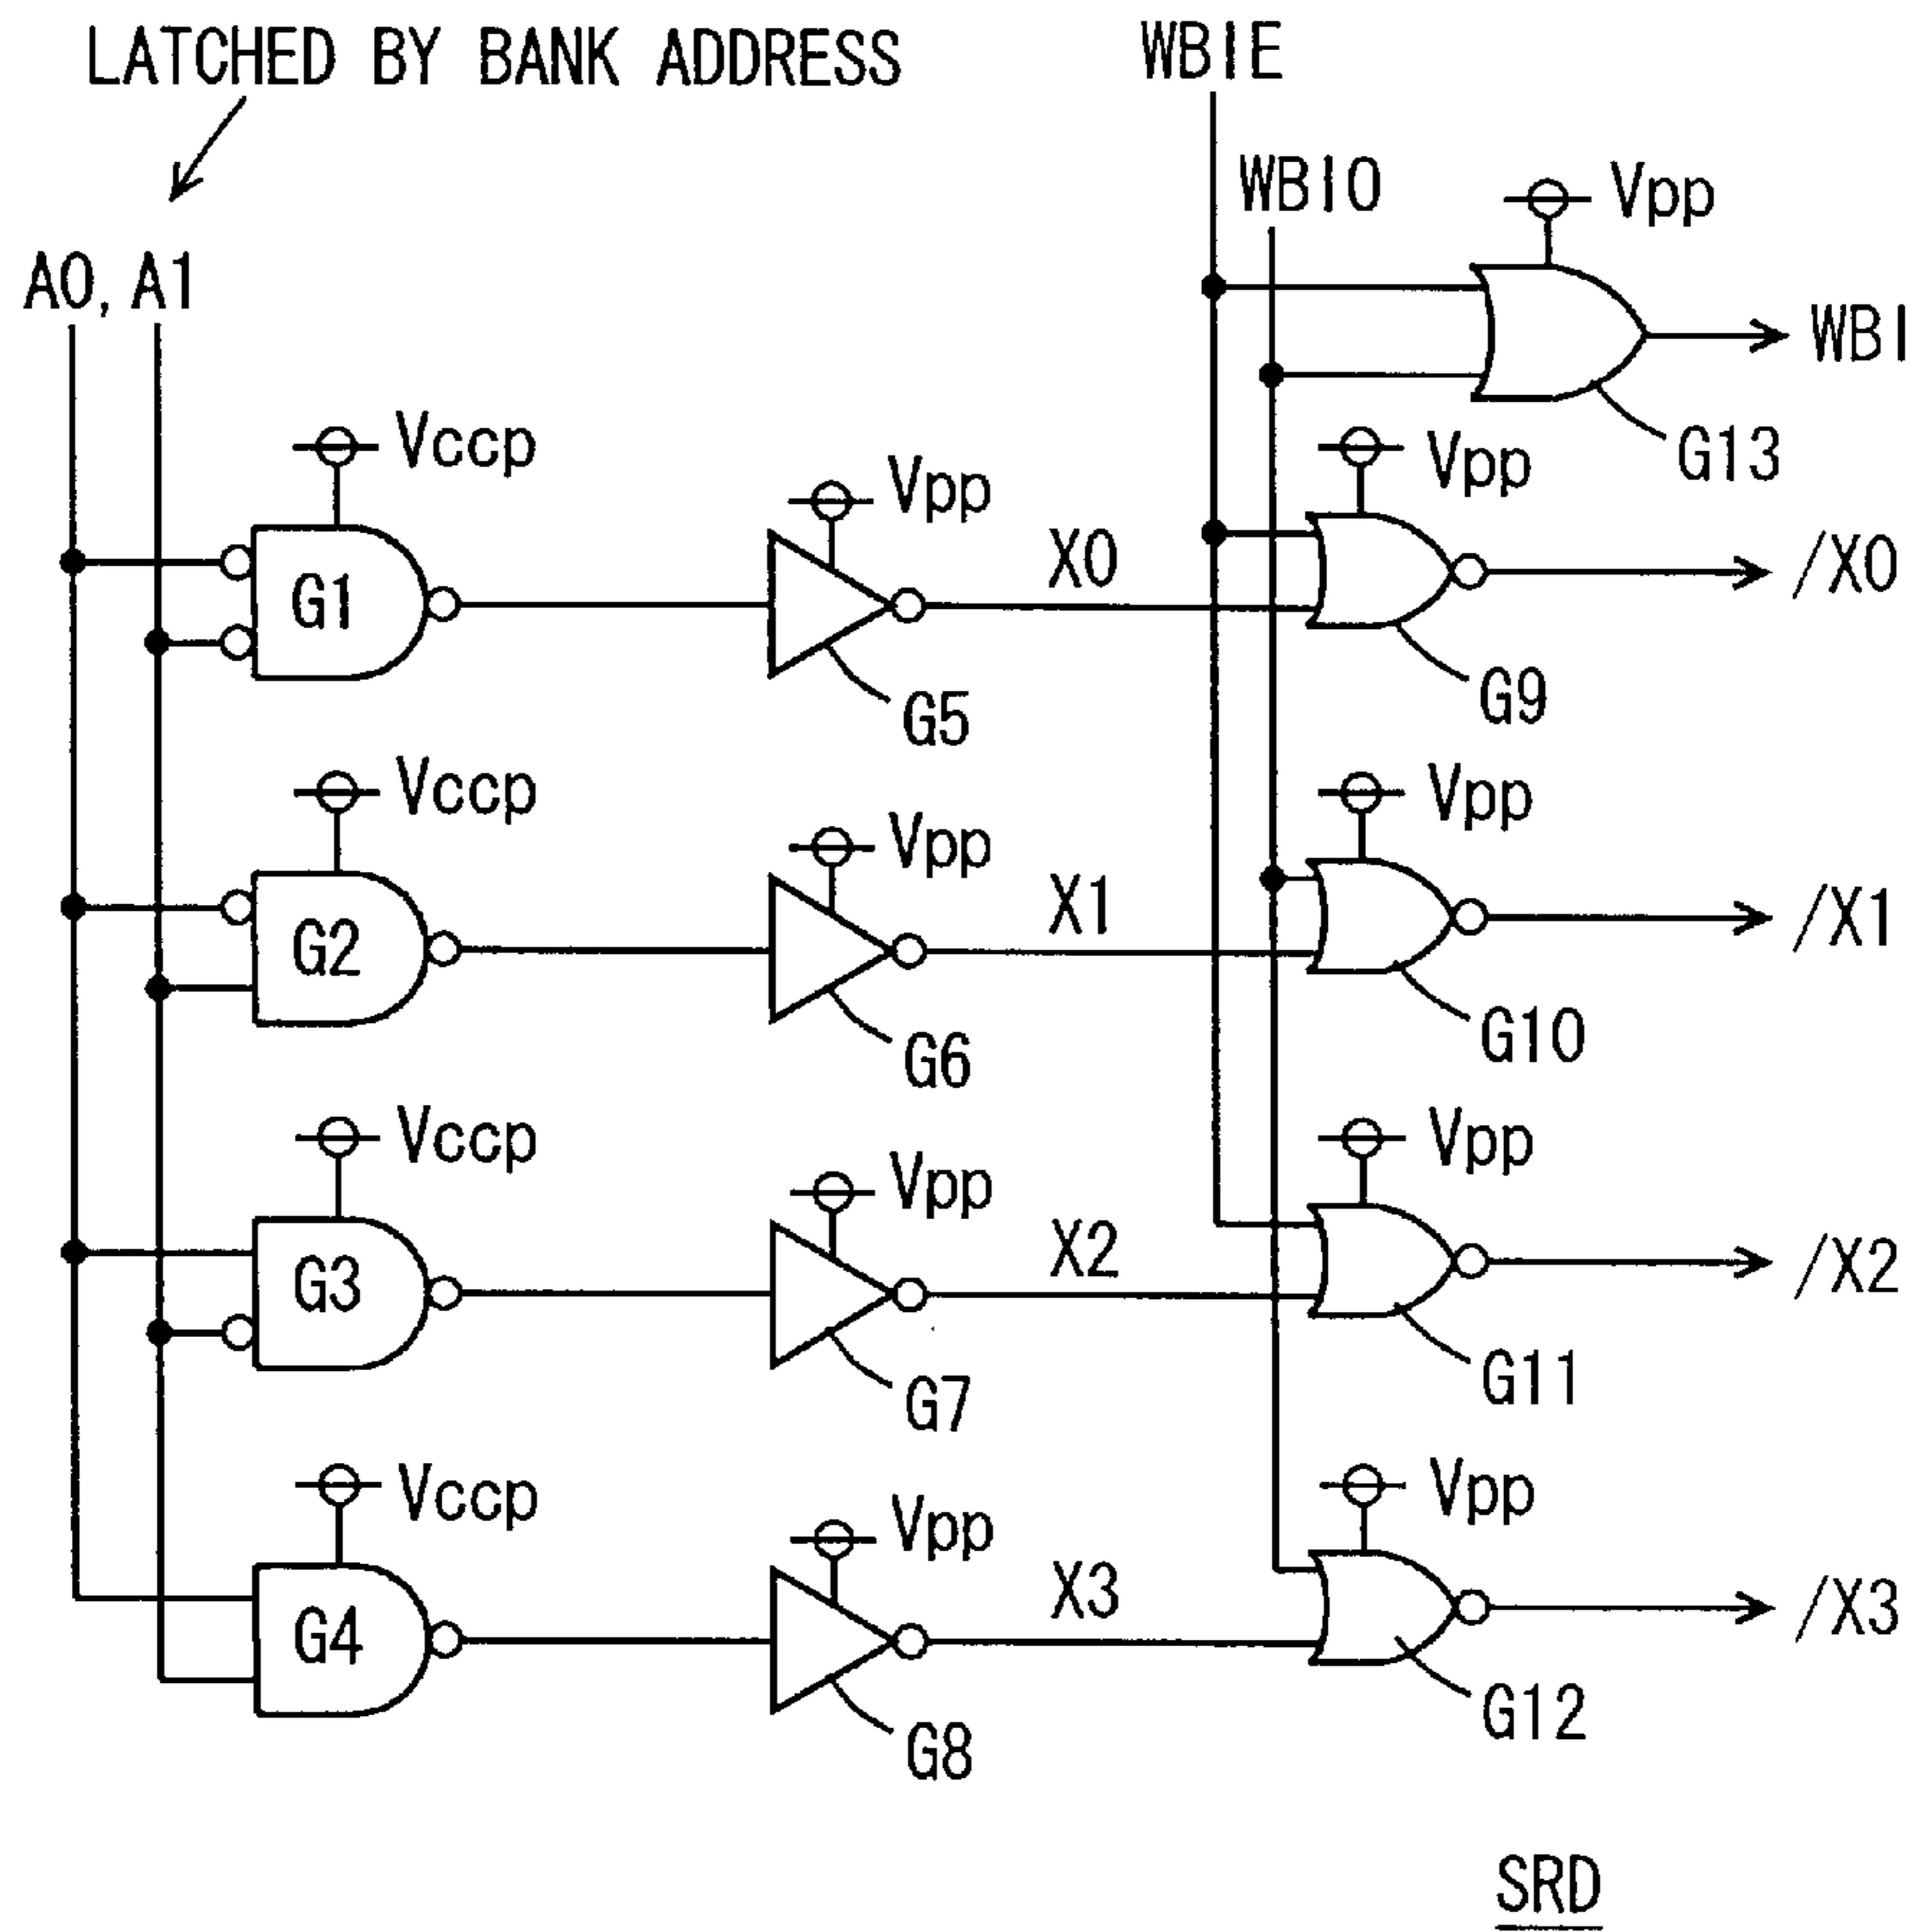 LATCHED BY BANK ADDRESS
WBIE
WBIO
Vpp
A0, A1
WBI
G13
Vccp
Vpp
Vpp
G1
X0
/X0
G5
G9
Vccp
Vpp
Vpp
G2
X1
/X1
G6
G10
Vccp
Vpp
Vpp
G3
X2
/X2
G7
G11
Vccp
Vpp
Vpp
G4
X3
/X3
G8
G12
SRD